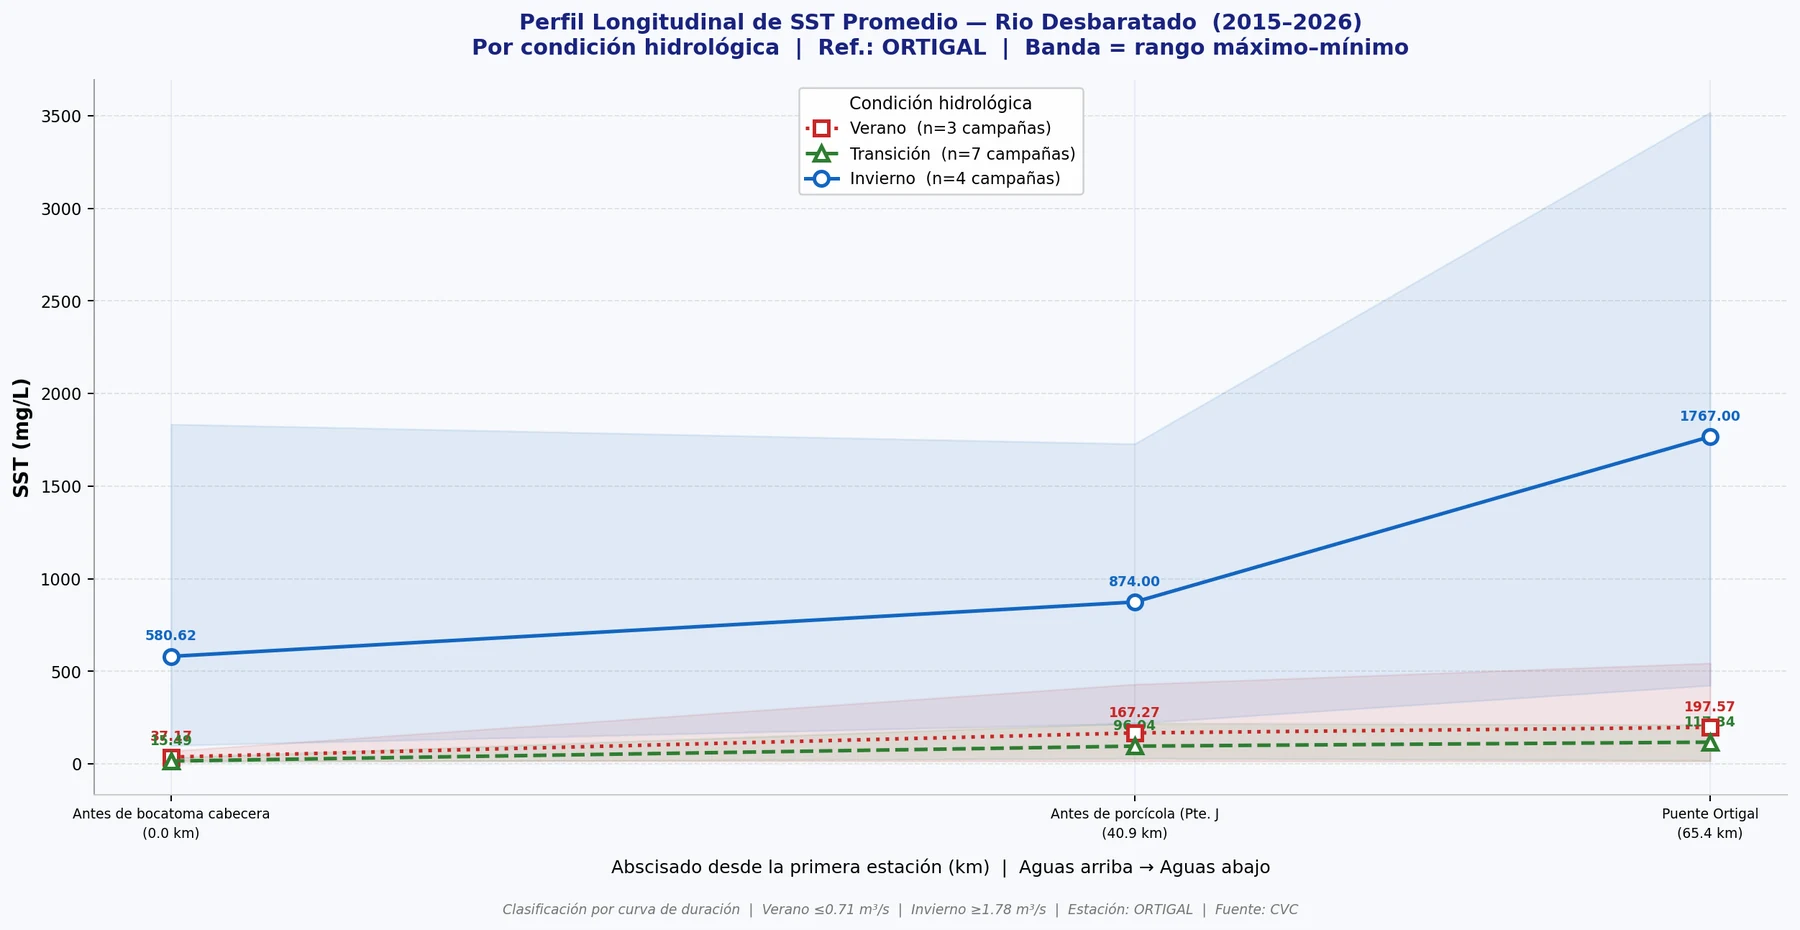 Perfil Longitudinal de SST Promedio — Rio Desbaratado (2015–2026)
Por condición hidrológica | Ref.: ORTIGAL | Banda = rango máximo–mínimo
Condición hidrológica
Verano (n=3 campañas)
Transición (n=7 campañas)
Invierno (n=4 campañas)
SST (mg/L)
3500
3000
2500
2000
1500
1000
500
0
580.62
874.00
1767.00
37.17
167.27
197.57
15.49
96.04
117.34
Antes de bocatoma cabecera
(0.0 km)
Antes de porcícola (Pte. J
(40.9 km)
Puente Ortigal
(65.4 km)
Abscisado desde la primera estación (km) | Aguas arriba → Aguas abajo
Clasificación por curva de duración | Verano ≤0.71 m³/s | Invierno ≥1.78 m³/s | Estación: ORTIGAL | Fuente: CVC